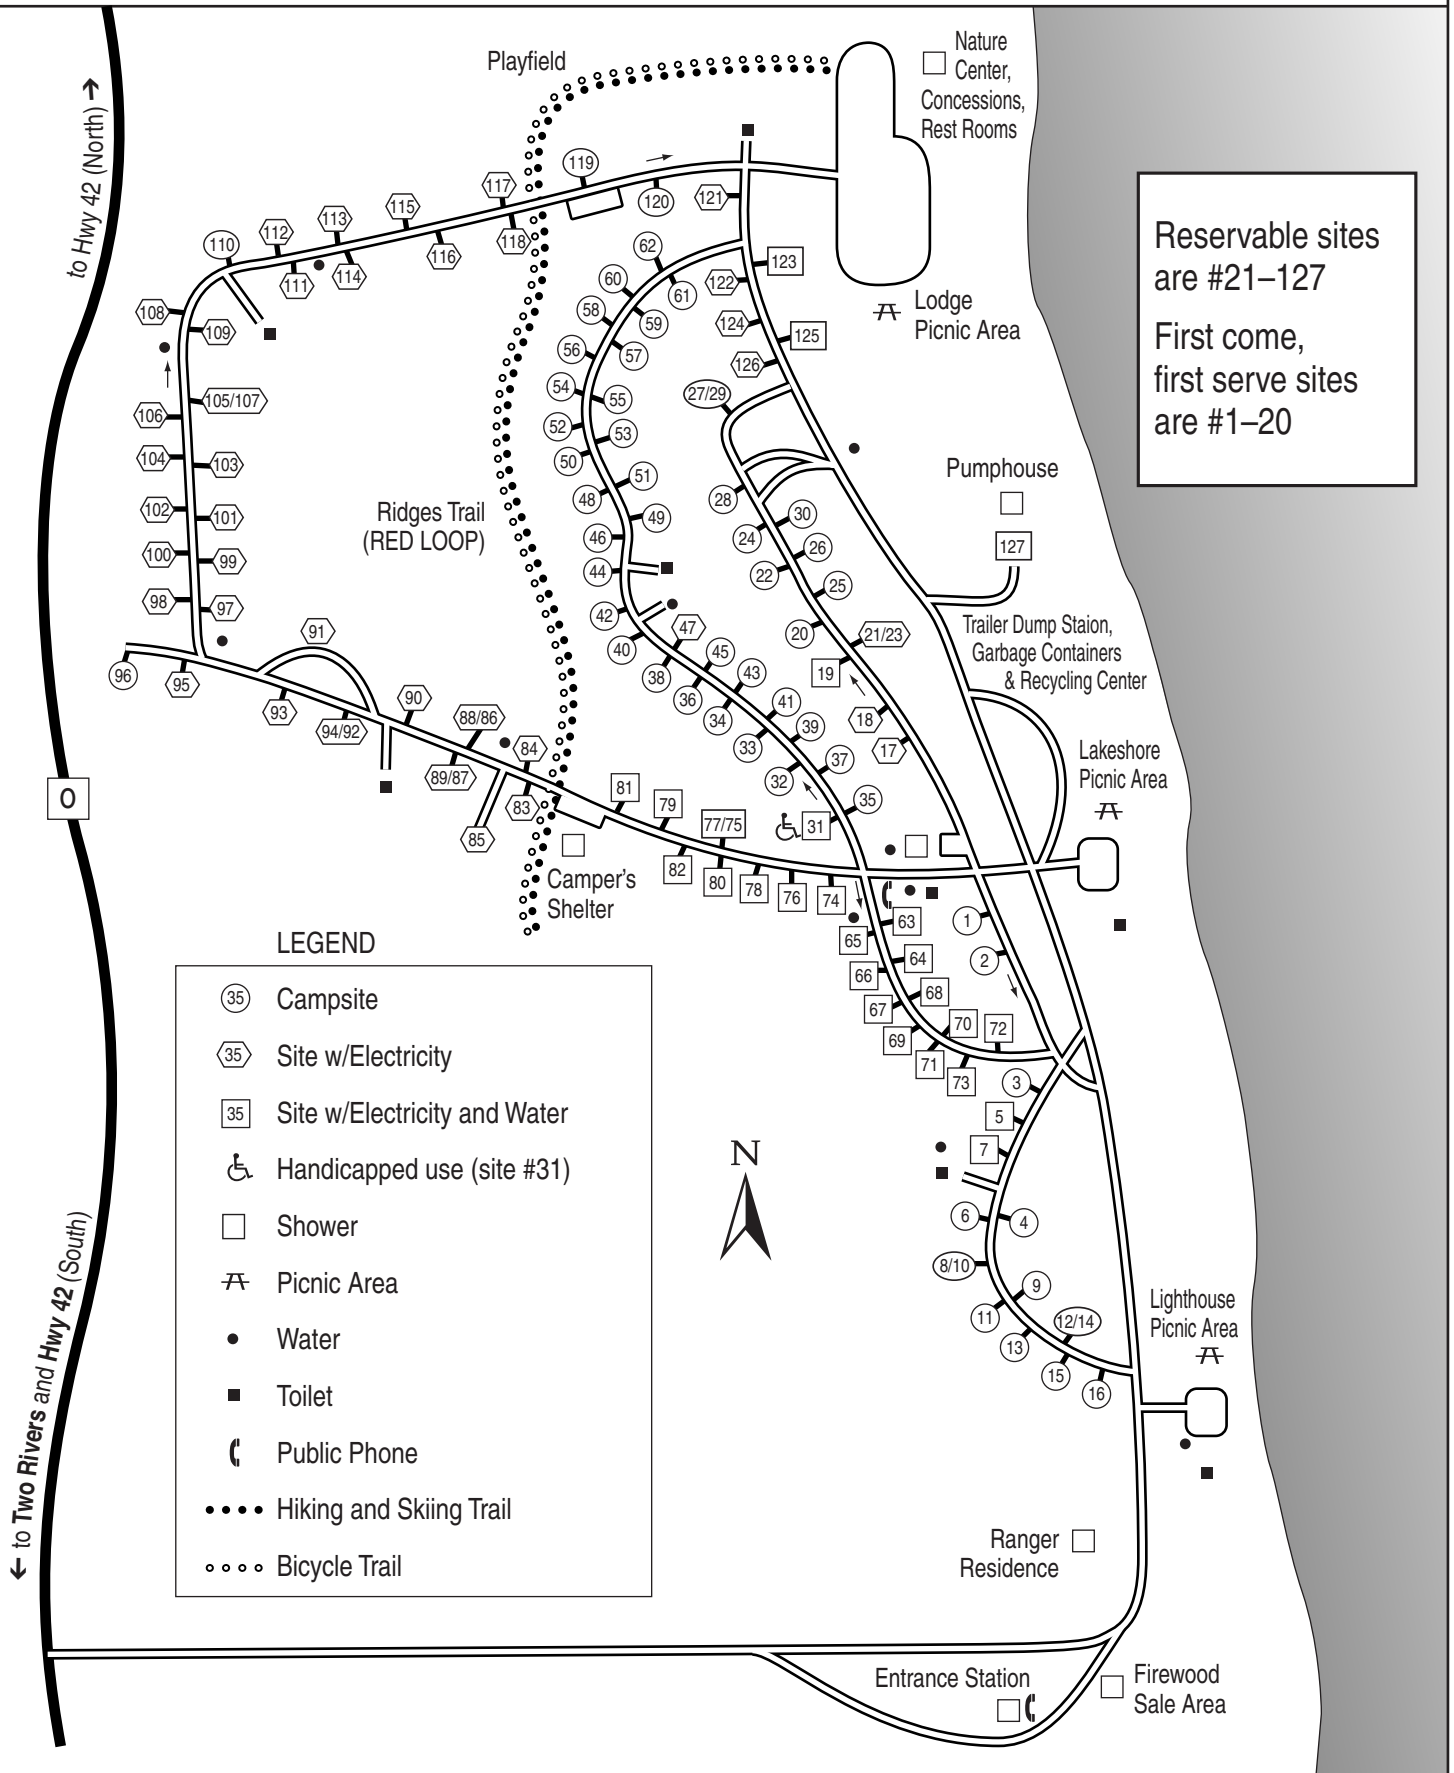 Playfield
Nature
Center,
Concessions,
Rest Rooms
to Hwy 42 (North) →
119
117
120
121
115
118
113
116
112
114
110
111
62
123
122
61
60
Reservable sites
are #21–127
First come,
first serve sites
are #1–20
108
109
58
59
124
125
Lodge
Picnic Area
56
57
126
54
55
27/29
105/107
106
52
53
50
104
103
51
48
28
Pumphouse
102
101
Ridges Trail
(RED LOOP)
49
46
30
24
26
127
100
99
44
22
25
98
97
42
47
40
20
21/23
Trailer Dump Staion,
Garbage Containers
& Recycling Center
91
45
38
19
96
95
43
36
93
90
41
34
18
94/92
88/86
39
33
17
Lakeshore
Picnic Area
84
89/87
37
32
O
81
79
35
83
85
77/75
31
82
80
78
76
74
Camper's
Shelter
63
1
65
64
2
66
68
67
70
72
69
71
73
3
5
7
6
4
8/10
9
11
12/14
13
15
16
LEGEND
35 Campsite
35 Site w/Electricity
35 Site w/Electricity and Water
Handicapped use (site #31)
Shower
Picnic Area
Water
Toilet
Public Phone
Hiking and Skiing Trail
Bicycle Trail
N
← to Two Rivers and Hwy 42 (South)
Lighthouse
Picnic Area
Ranger
Residence
Entrance Station
Firewood
Sale Area